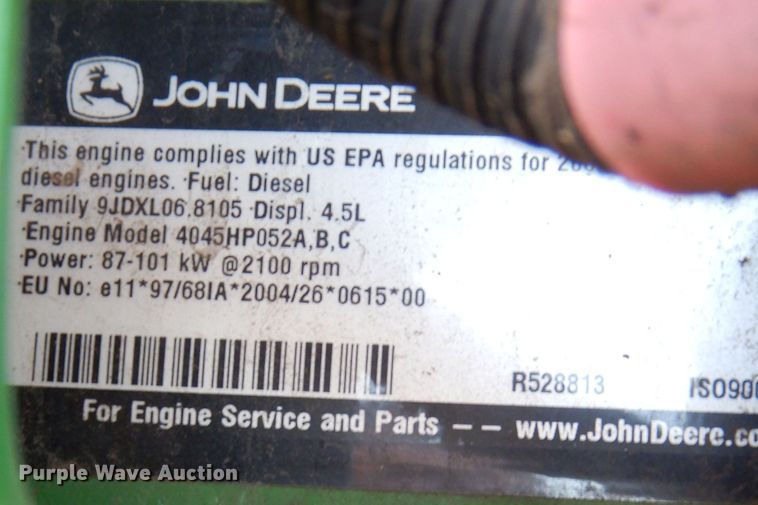 JOHN DEERE
·This engine complies with US EPA regulations for
diesel engines. ·Fuel: Diesel
·Family 9JDXL06.8105 ·Displ. 4.5L
·Engine Model 4045HP052A,B,C
·Power: 87-101 kW @2100 rpm
·EU No: e11*97/68IA*2004/26*0615*00
R528813 ISO900
For Engine Service and Parts – – www.JohnDeere.co
Purple Wave Auction